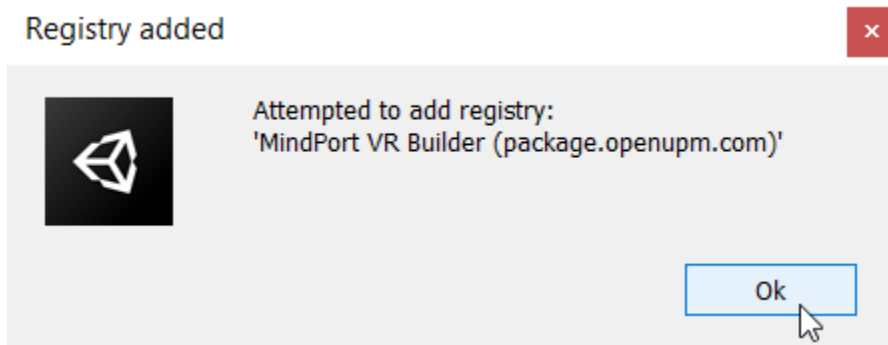 Registry added
Attempted to add registry:
'MindPort VR Builder (package.openupm.com)'
Ok